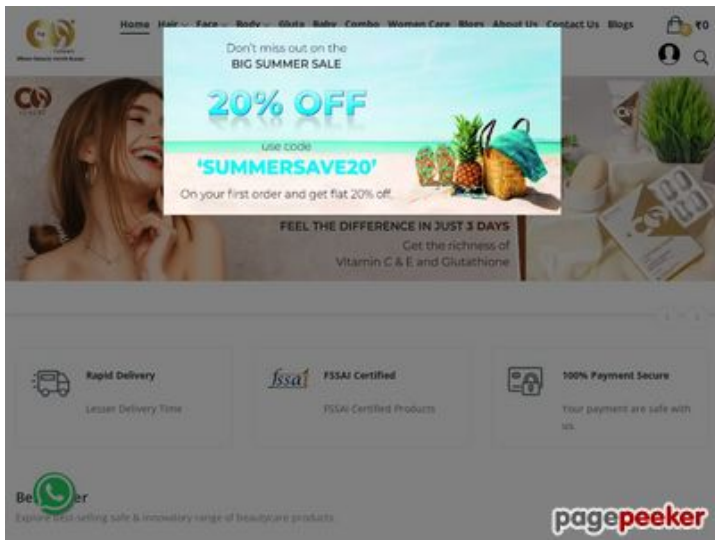 Home Hair Face Body Gluta Baby Combo Women Care Blogs About Us Contact Us Blogs
₹0
Don't miss out on the
BIG SUMMER SALE
20% OFF
use code
'SUMMERSAVE20'
On your first order and get flat 20% off.
FEEL THE DIFFERENCE IN JUST 3 DAYS
Get the richness of
Vitamin C & E and Glutathione
Rapid Delivery
Lesser Delivery Time
fssai
FSSAI Certified
FSSAI Certified Products
100% Payment Secure
Your payment are safe with
us.
Explore best-selling safe & innovatory range of beautycare products
pagepeeker